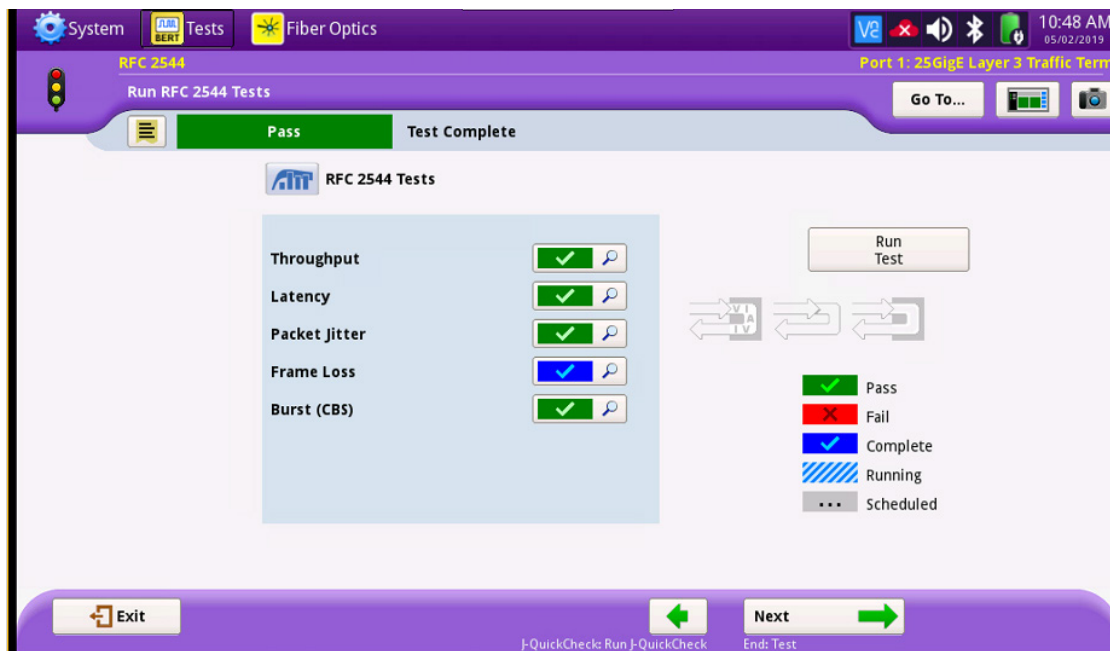 System
BERT
Tests
Fiber Optics
10:48 AM
05/02/2019
RFC 2544
Port 1: 25GigE Layer 3 Traffic Term
Run RFC 2544 Tests
Go To...
Pass
Test Complete
RFC 2544 Tests
Throughput
Latency
Packet Jitter
Frame Loss
Burst (CBS)
Run
Test
VIAVI
Pass
Fail
Complete
Running
... Scheduled
Exit
Next
J-QuickCheck: Run J-QuickCheck
End: Test